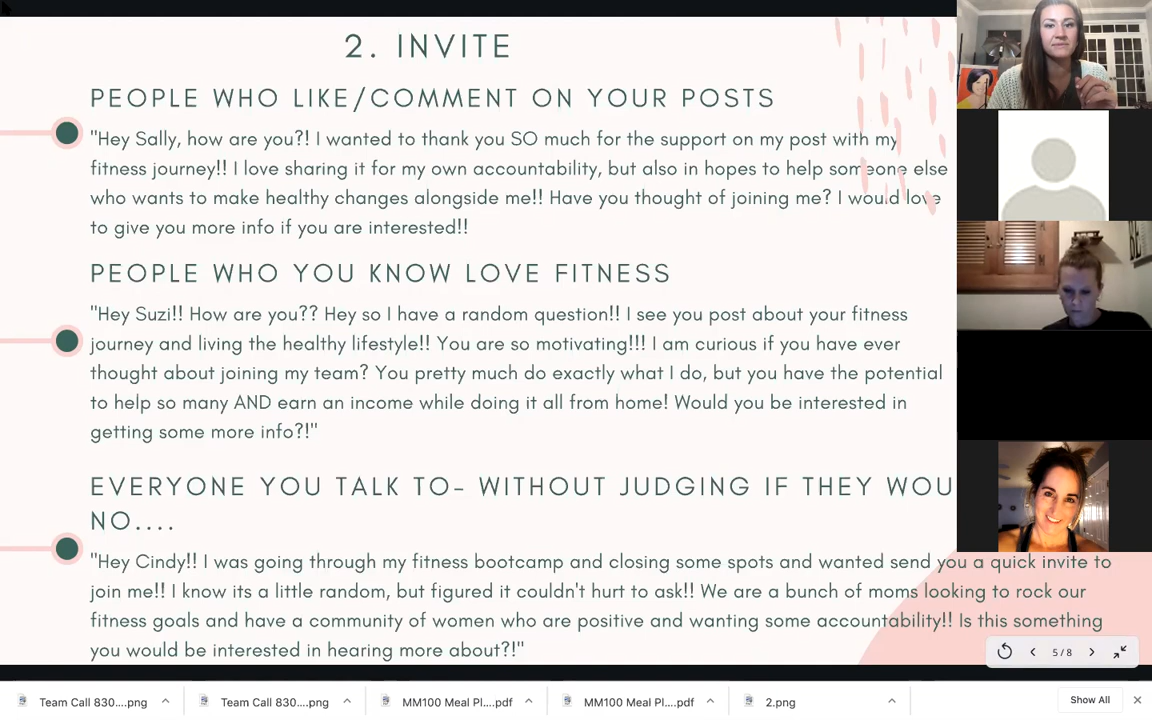 2. INVITE
PEOPLE WHO LIKE/COMMENT ON YOUR POSTS
"Hey Sally, how are you?! I wanted to thank you SO much for the support on my post with my
fitness journey!! I love sharing it for my own accountability, but also in hopes to help someone else
who wants to make healthy changes alongside me!! Have you thought of joining me? I would love
to give you more info if you are interested!!
PEOPLE WHO YOU KNOW LOVE FITNESS
"Hey Suzi!! How are you?? Hey so I have a random question!! I see you post about your fitness
journey and living the healthy lifestyle!! You are so motivating!!! I am curious if you have ever
thought about joining my team? You pretty much do exactly what I do, but you have the potential
to help so many AND earn an income while doing it all from home! Would you be interested in
getting some more info?!"
EVERYONE YOU TALK TO- WITHOUT JUDGING IF THEY WOU
NO....
"Hey Cindy!! I was going through my fitness bootcamp and closing some spots and wanted send you a quick invite to
join me!! I know its a little random, but figured it couldn't hurt to ask!! We are a bunch of moms looking to rock our
fitness goals and have a community of women who are positive and wanting some accountability!! Is this something
you would be interested in hearing more about?!"
5 / 8
Team Call 830....png
Team Call 830....png
MM100 Meal Pl....pdf
MM100 Meal Pl....pdf
2.png
Show All